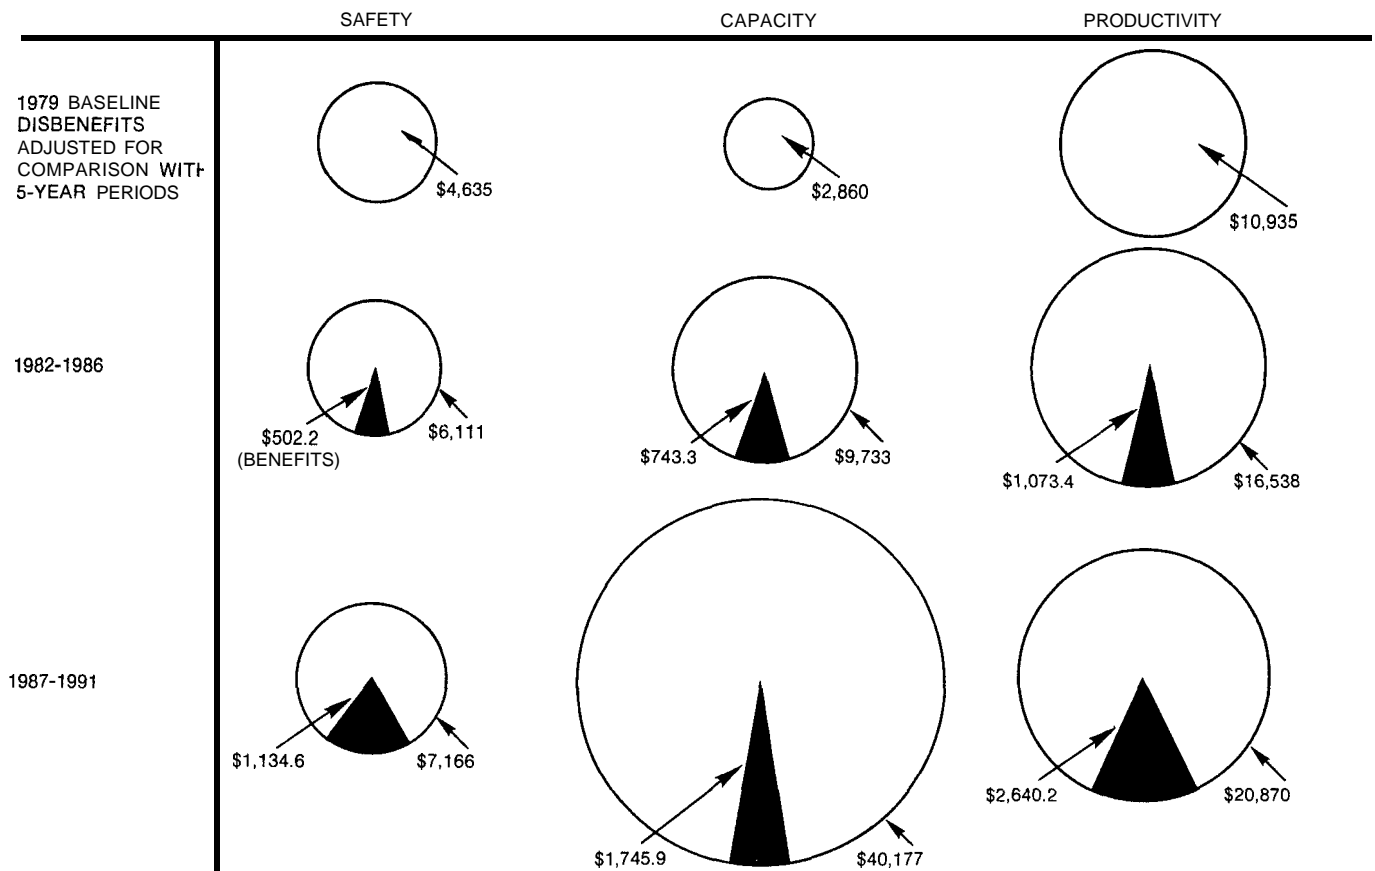 SAFETY CAPACITY PRODUCTIVITY
1979 BASELINE
DISBENEFITS
ADJUSTED FOR
COMPARISON WITH
5-YEAR PERIODS
$4,635
$2,860
$10,935
1982-1986
$502.2
(BENEFITS)
$6,111
$743.3
$9,733
$1,073.4
$16,538
1987-1991
$1,134.6
$7,166
$1,745.9
$40,177
$2,640.2
$20,870